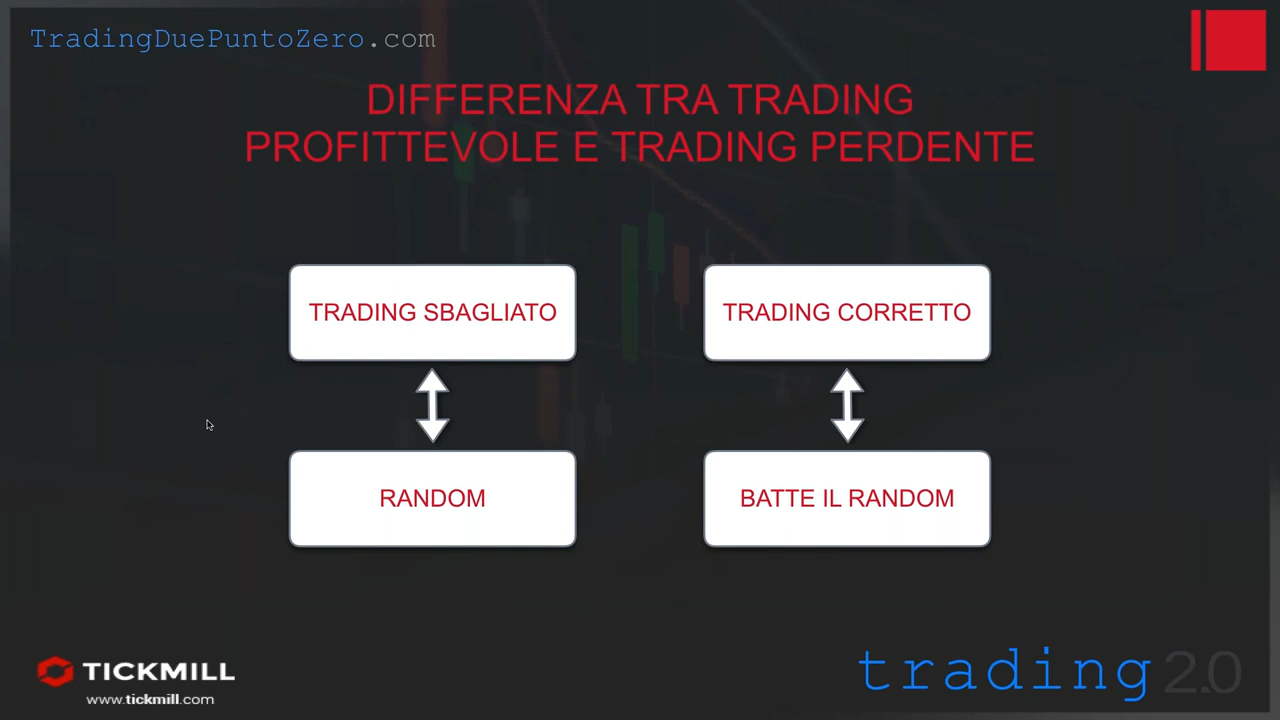 TradingDuePuntoZero.com
DIFFERENZA TRA TRADING
PROFITTEVOLE E TRADING PERDENTE
TRADING SBAGLIATO
TRADING CORRETTO
RANDOM
BATTE IL RANDOM
TICKMILL
www.tickmill.com
trading 2.0